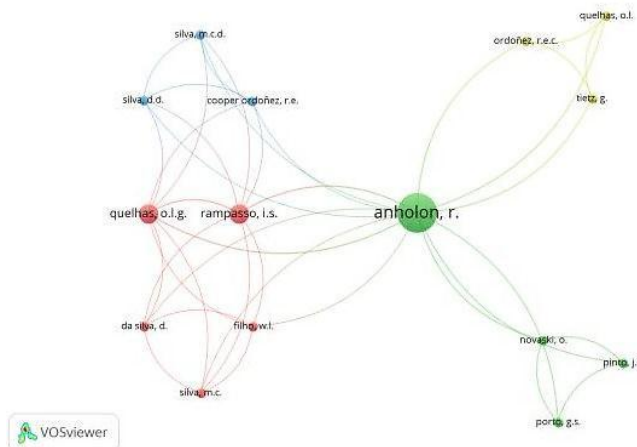 quelhas, o.l.
silva, m.c.d.
ordoñez, r.e.c.
silva, d.d.
cooper ordoñez, r.e.
tietz, g.
quelhas, o.l.g.
rampasso, i.s.
anholon, r.
da silva, d.
filho, w.l.
novaski, o.
pinto, j.
silva, m.c.
porto, g.s.
VOSviewer